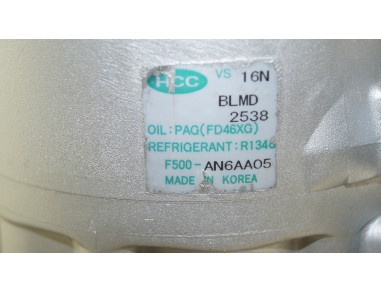 HCC VS 16N
BLMD
2538
OIL:PAG(FD46XG)
REFRIGERANT:R134a
F500-AN6AA05
MADE IN KOREA